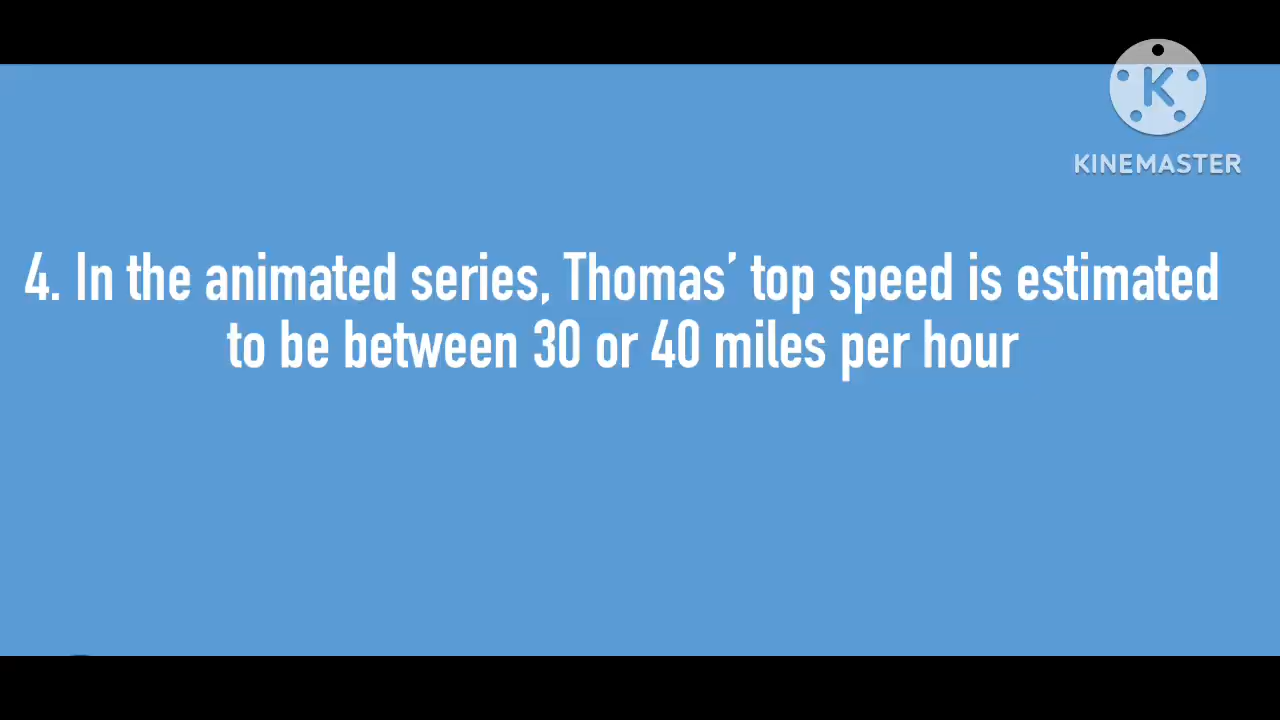 K
KINEMASTER
4. In the animated series, Thomas’ top speed is estimated
to be between 30 or 40 miles per hour